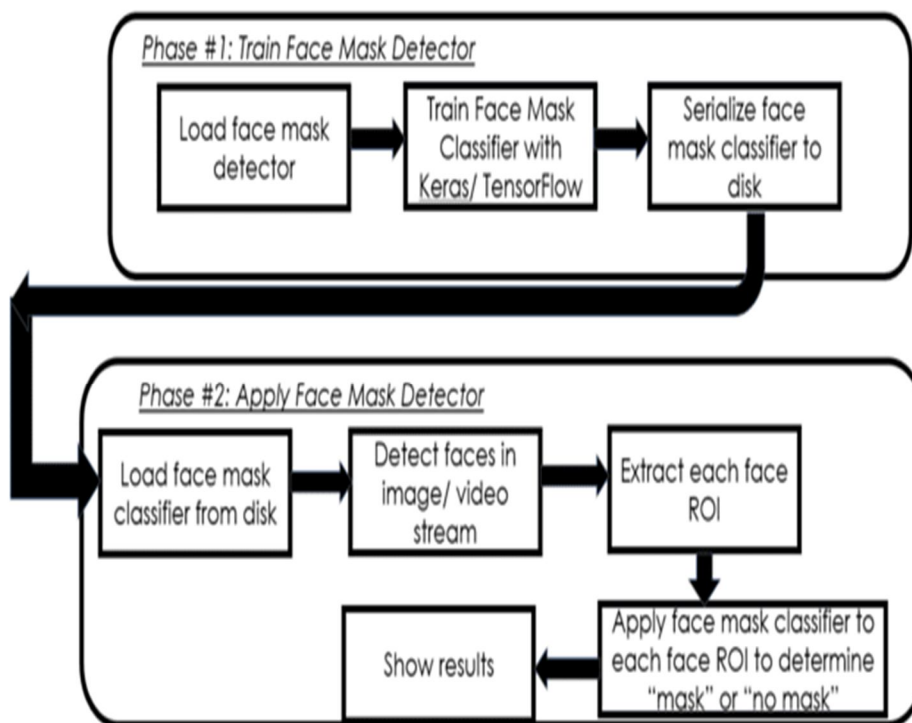 Phase #1: Train Face Mask Detector
Load face mask
detector
Train Face Mask
Classifier with
Keras/ TensorFlow
Serialize face
mask classifier to
disk
Phase #2: Apply Face Mask Detector
Load face mask
classifier from disk
Detect faces in
image/ video
stream
Extract each face
ROI
Apply face mask classifier to
each face ROI to determine
“mask” or “no mask”
Show results